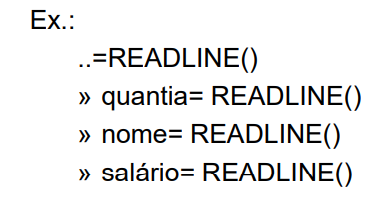 Ex.:
..=READLINE()
» quantia= READLINE()
» nome= READLINE()
» salário= READLINE()